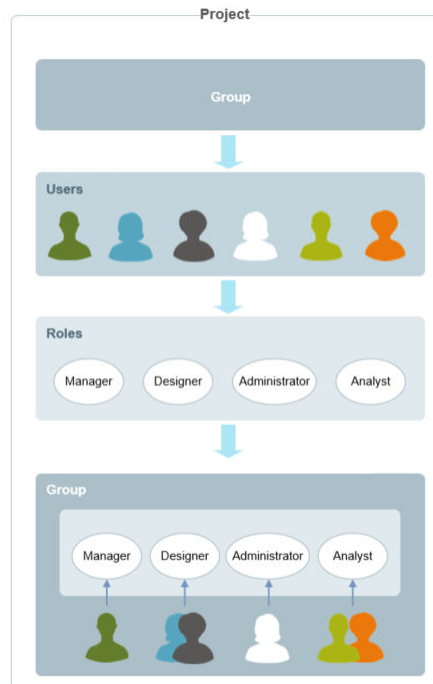 Project
Group
Users
Roles
Manager Designer Administrator Analyst
Group
Manager Designer Administrator Analyst